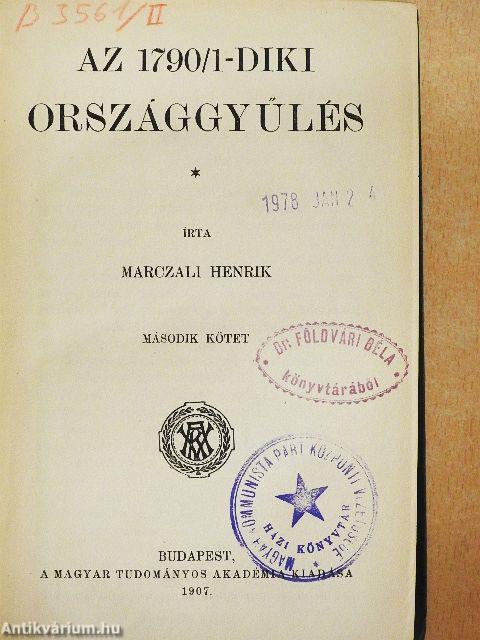 B 3561/II
AZ 1790/1-DIKI
ORSZÁGGYŰLÉS
*
1978 JAN 2 4
ÍRTA
MARCZALI HENRIK
MÁSODIK KÖTET
Dr. FÖLDVÁRI BÉLA
könyvtárából
MAGYAR KOMMUNISTA PÁRT KÖZPONTI VEZETŐSÉGE
HÁZI KÖNYVTÁR
BUDAPEST,
A MAGYAR TUDOMÁNYOS AKADÉMIA KIADÁSA
1907.
Antikvárium.hu